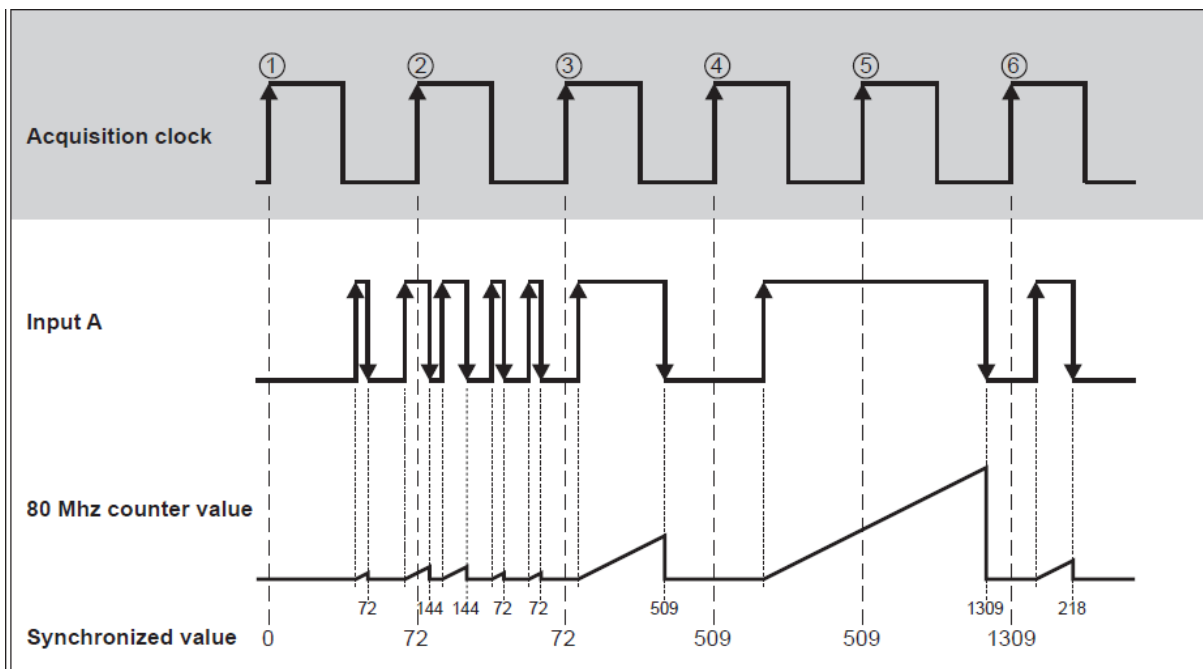 ① ② ③ ④ ⑤ ⑥
Acquisition clock
Input A
80 Mhz counter value
72 144 144 72 72 509 1309 218
Synchronized value 0 72 72 509 509 1309